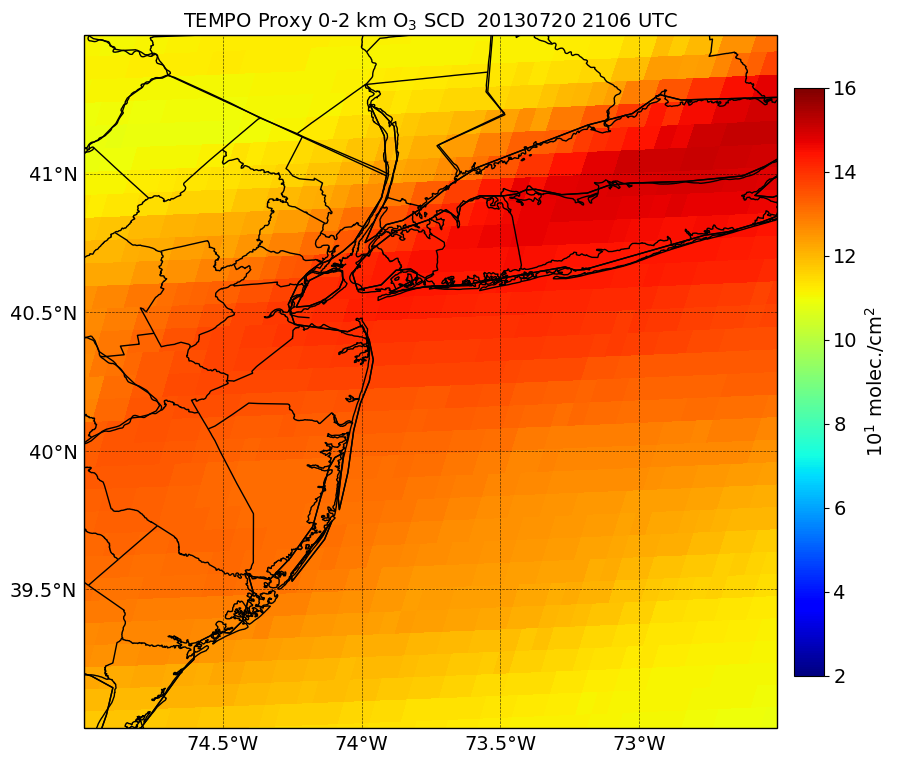 TEMPO Proxy 0-2 km O₃ SCD 20130720 2106 UTC
41°N
40.5°N
40°N
39.5°N
74.5°W
74°W
73.5°W
73°W
16
14
12
10
8
6
4
2
10¹ molec./cm²